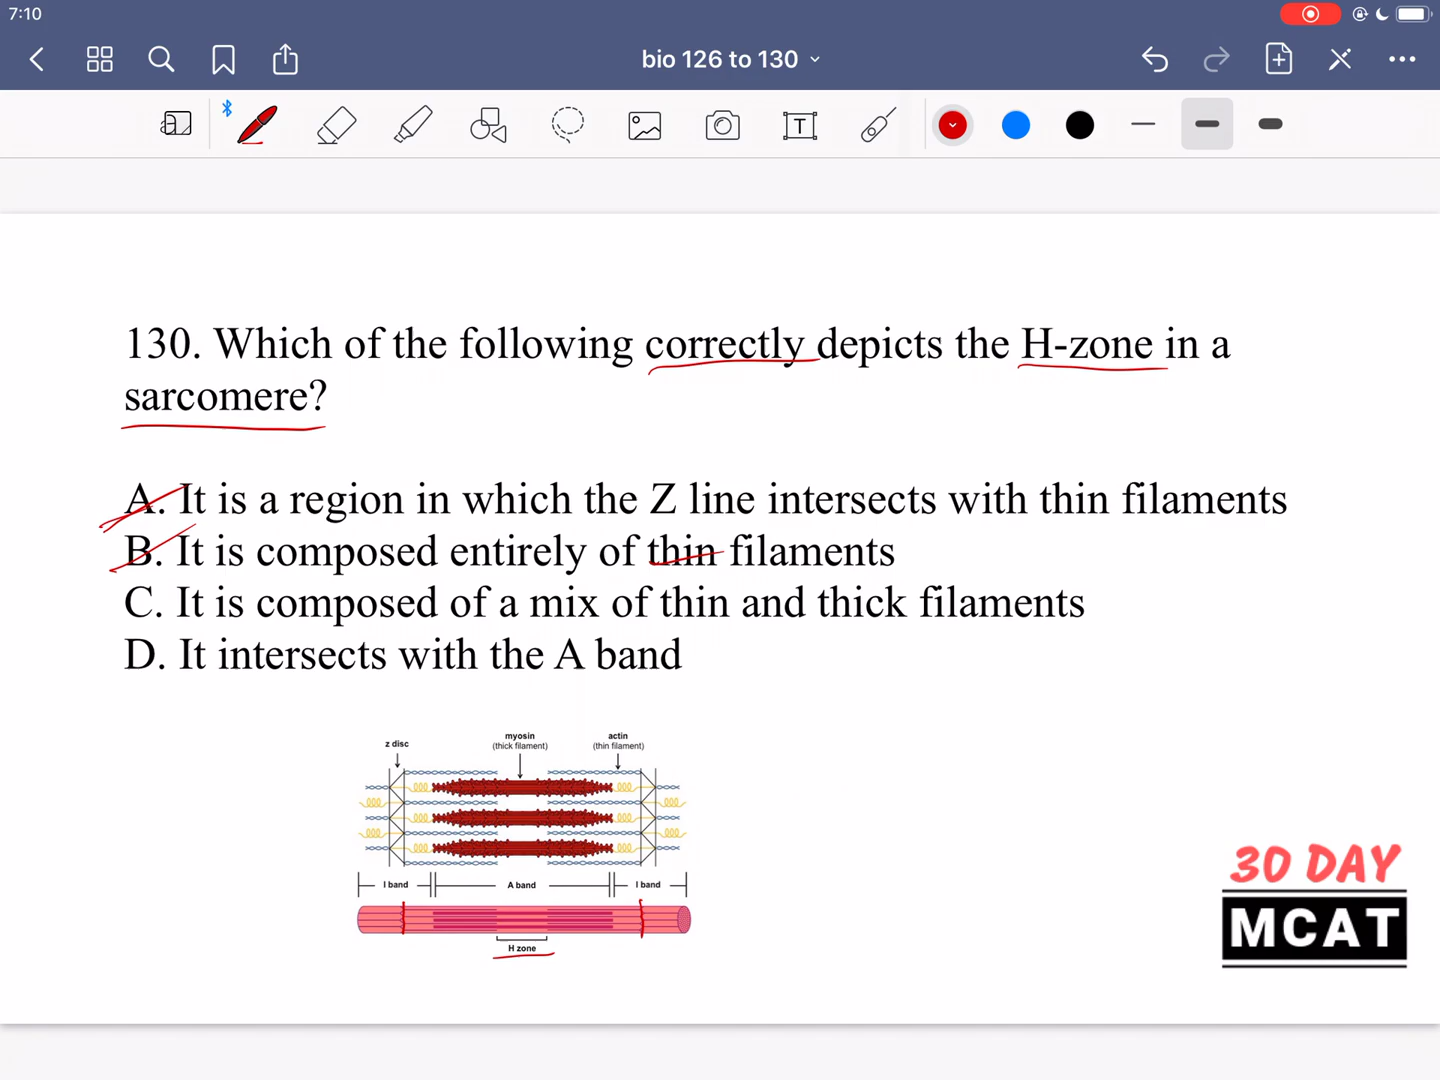 7:10
bio 126 to 130
T
130. Which of the following correctly depicts the H-zone in a
sarcomere?
A. It is a region in which the Z line intersects with thin filaments
B. It is composed entirely of thin filaments
C. It is composed of a mix of thin and thick filaments
D. It intersects with the A band
z disc
myosin
(thick filament)
actin
(thin filament)
I band
A band
I band
H zone
30 DAY
MCAT